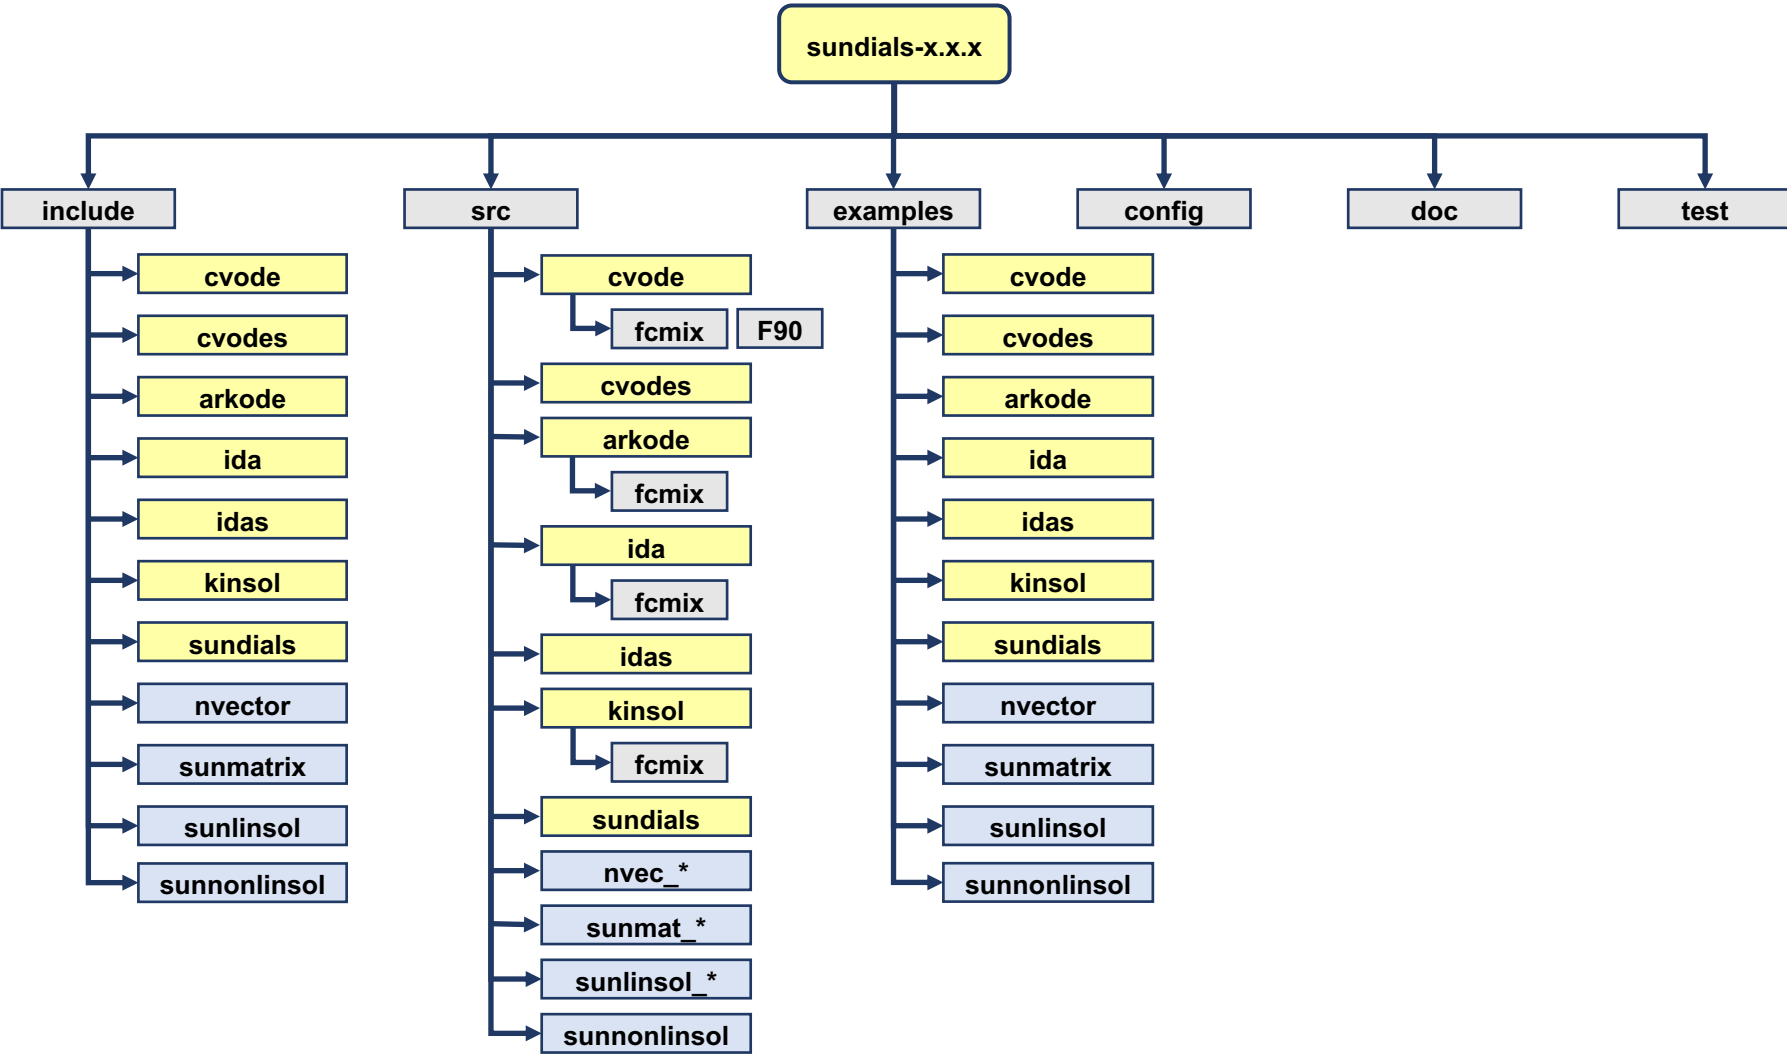 sundials-x.x.x
include
src
examples
config
doc
test
cvode
cvodes
arkode
ida
idas
kinsol
sundials
nvector
sunmatrix
sunlinsol
sunnonlinsol
cvode
fcmix
F90
cvodes
arkode
fcmix
ida
fcmix
idas
kinsol
fcmix
sundials
nvec_*
sunmat_*
sunlinsol_*
sunnonlinsol
cvode
cvodes
arkode
ida
idas
kinsol
sundials
nvector
sunmatrix
sunlinsol
sunnonlinsol